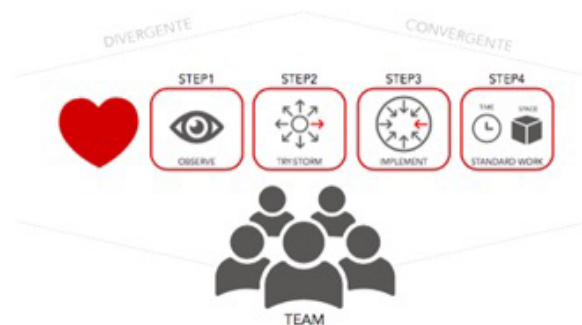 DIVERGENTE
CONVERGENTE
STEP1
STEP2
STEP3
STEP4
TIME
SPACE
OBSERVE
TRYSTORM
IMPLEMENT
STANDARD WORK
TEAM